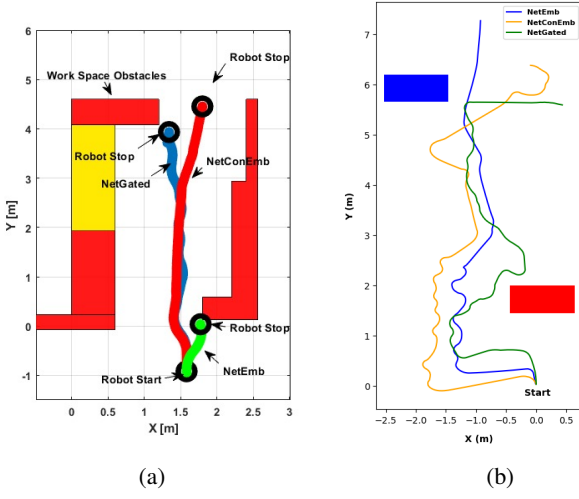 6
5
4
3
2
1
0
-1
Y [m]
0
0.5
1
1.5
2
2.5
3
X [m]
Robot Stop
Work Space Obstacles
Robot Stop
NetConEmb
NetGated
Robot Stop
NetEmb
Robot Start
(a)
NetEmb
NetConEmb
NetGated
7
6
5
4
3
2
1
0
Y (m)
Start
−2.5
−2.0
−1.5
−1.0
−0.5
0.0
0.5
X (m)
(b)